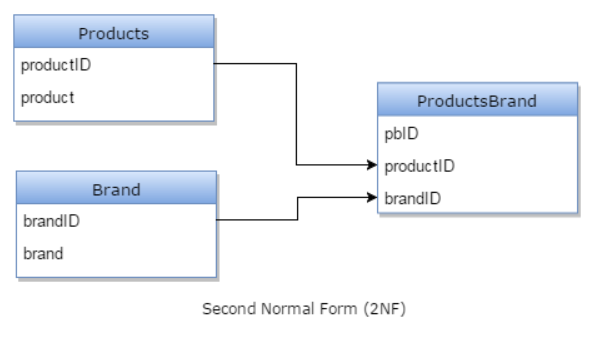 Products
productID
product
Brand
brandID
brand
ProductsBrand
pbID
productID
brandID
Second Normal Form (2NF)